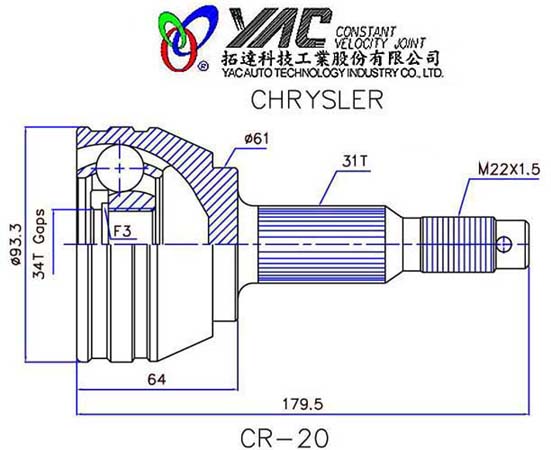 YAC CONSTANT
VELOCITY JOINT
拓達科技工業股份有限公司
YAC AUTO TECHNOLOGY INDUSTRY CO., LTD.
®
CHRYSLER
ø61
31T
M22X1.5
ø93.3
34T Gaps
F3
64
179.5
CR-20